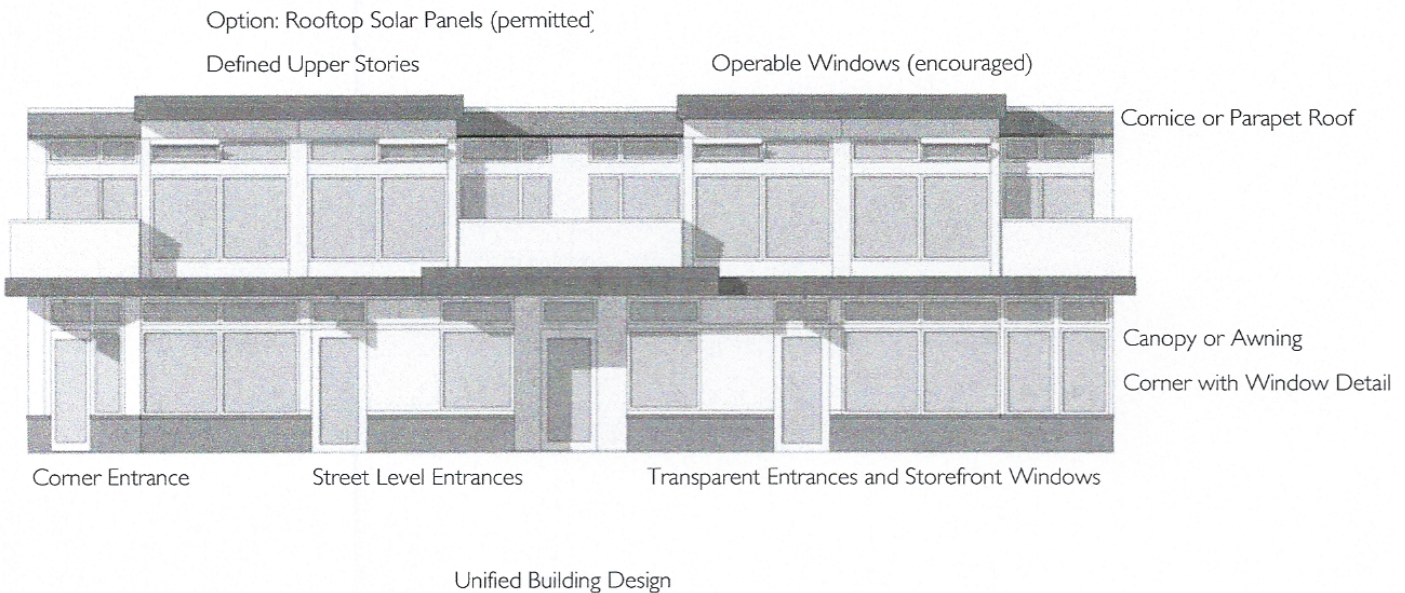 Option: Rooftop Solar Panels (permitted)
Defined Upper Stories
Operable Windows (encouraged)
Cornice or Parapet Roof
Canopy or Awning
Corner with Window Detail
Corner Entrance
Street Level Entrances
Transparent Entrances and Storefront Windows
Unified Building Design